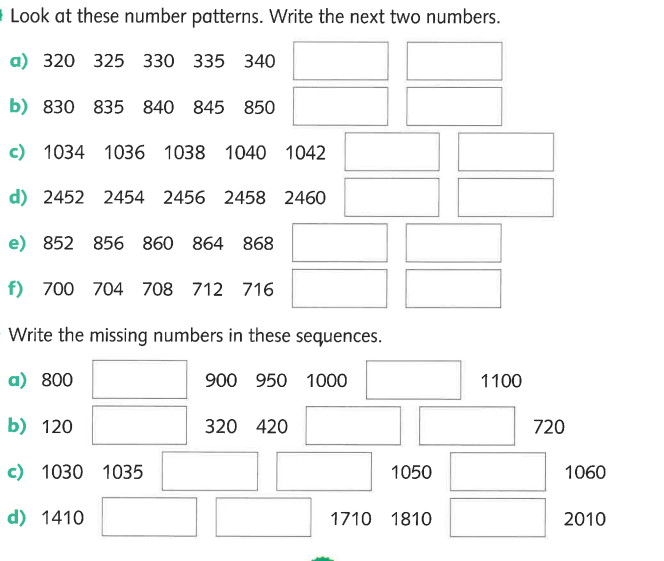 Look at these number patterns. Write the next two numbers.
a) 320 325 330 335 340
b) 830 835 840 845 850
c) 1034 1036 1038 1040 1042
d) 2452 2454 2456 2458 2460
e) 852 856 860 864 868
f) 700 704 708 712 716
Write the missing numbers in these sequences.
a) 800 900 950 1000 1100
b) 120 320 420 720
c) 1030 1035 1050 1060
d) 1410 1710 1810 2010